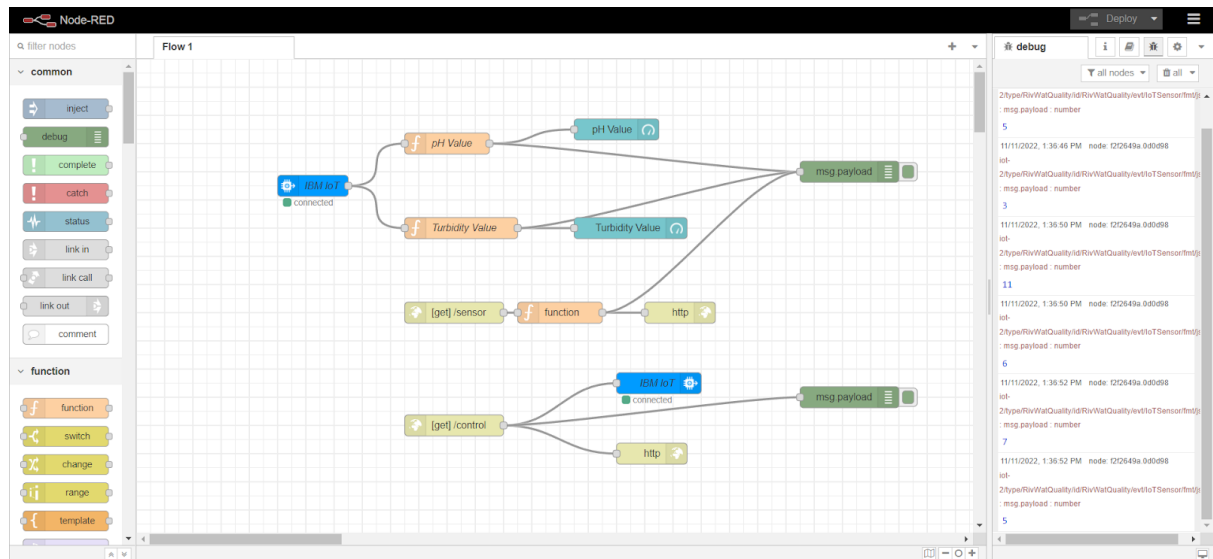 Node-RED
Deploy
filter nodes
Flow 1
debug
i
all nodes
all
common
inject
debug
complete
catch
status
link in
link call
link out
comment
function
function
switch
change
range
template
IBM IoT
connected
pH Value
pH Value
Turbidity Value
Turbidity Value
msg.payload
[get] /sensor
function
http
[get] /control
IBM IoT
connected
msg.payload
http
2/type/RivWatQuality/id/RivWatQuality/evt/IoTSensor/fmt/js
: msg.payload : number
5
11/11/2022, 1:36:46 PM node: f2f2649a.0d0d98
iot-
2/type/RivWatQuality/id/RivWatQuality/evt/IoTSensor/fmt/js
: msg.payload : number
3
11/11/2022, 1:36:50 PM node: f2f2649a.0d0d98
iot-
2/type/RivWatQuality/id/RivWatQuality/evt/IoTSensor/fmt/js
: msg.payload : number
11
11/11/2022, 1:36:50 PM node: f2f2649a.0d0d98
iot-
2/type/RivWatQuality/id/RivWatQuality/evt/IoTSensor/fmt/js
: msg.payload : number
6
11/11/2022, 1:36:52 PM node: f2f2649a.0d0d98
iot-
2/type/RivWatQuality/id/RivWatQuality/evt/IoTSensor/fmt/js
: msg.payload : number
7
11/11/2022, 1:36:52 PM node: f2f2649a.0d0d98
iot-
2/type/RivWatQuality/id/RivWatQuality/evt/IoTSensor/fmt/js
: msg.payload : number
5